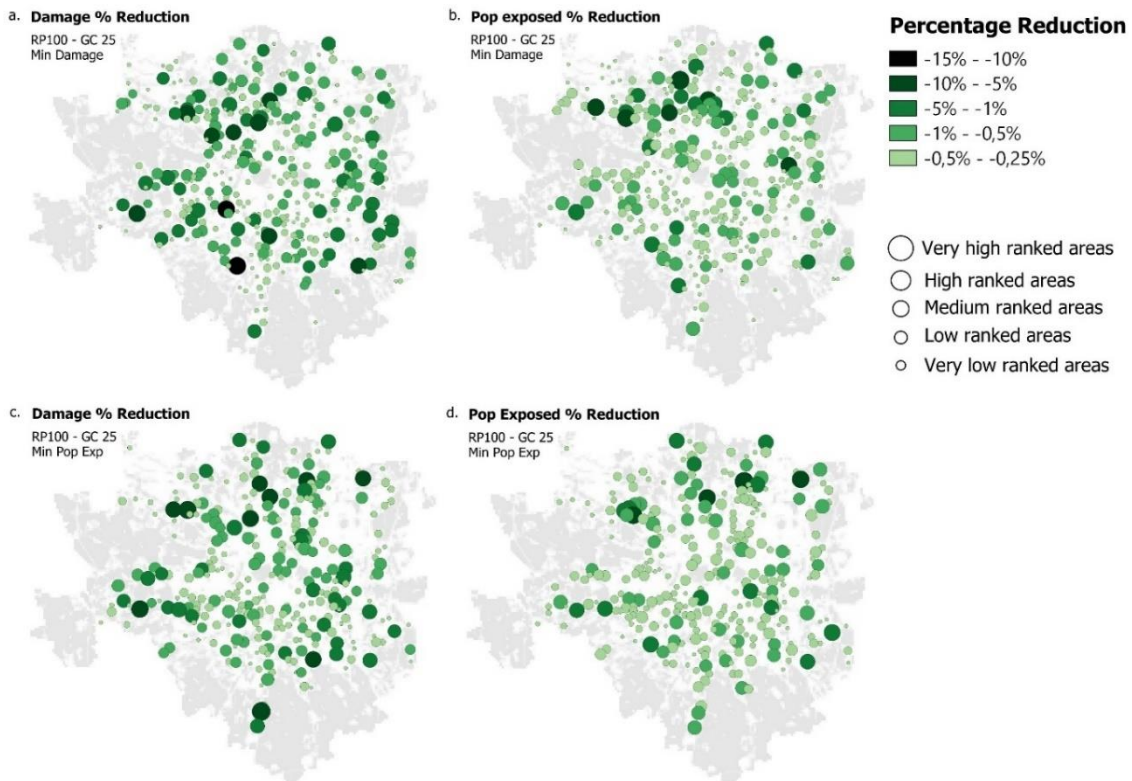 a. Damage % Reduction
RP100 - GC 25
Min Damage
b. Pop exposed % Reduction
RP100 - GC 25
Min Damage
Percentage Reduction
-15% - -10%
-10% - -5%
-5% - -1%
-1% - -0,5%
-0,5% - -0,25%
Very high ranked areas
High ranked areas
Medium ranked areas
Low ranked areas
Very low ranked areas
c. Damage % Reduction
RP100 - GC 25
Min Pop Exp
d. Pop Exposed % Reduction
RP100 - GC 25
Min Pop Exp